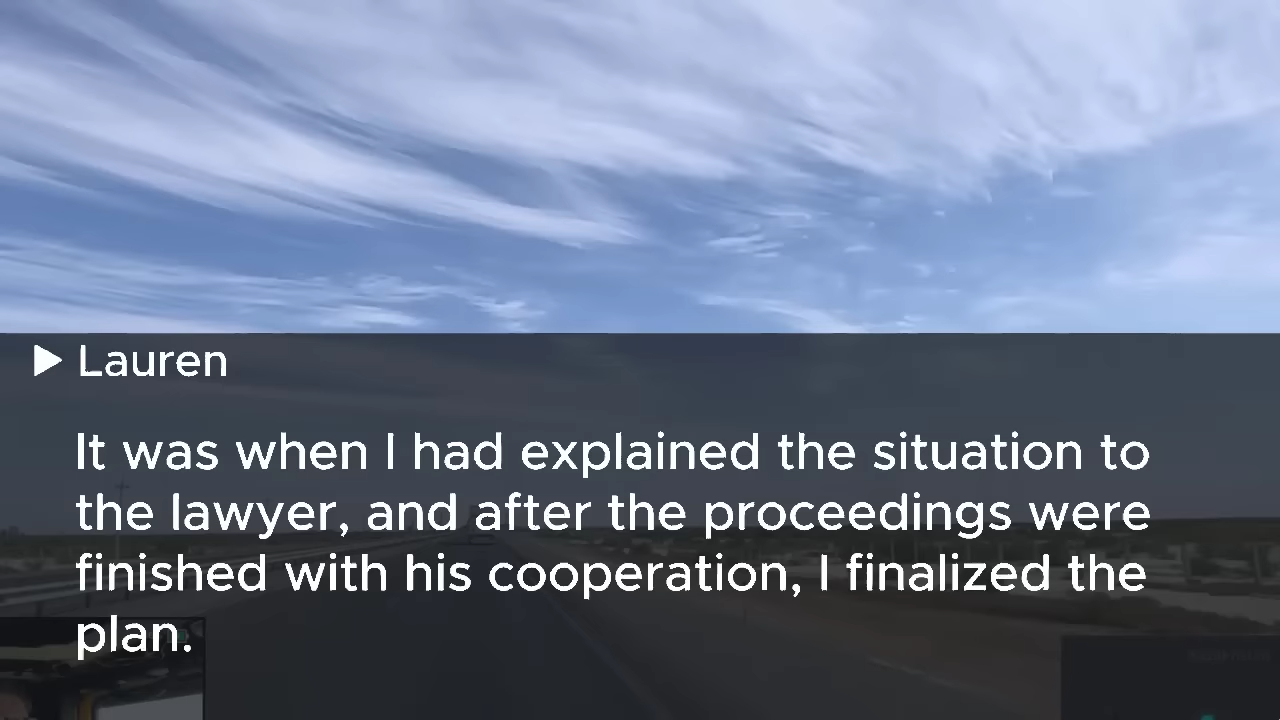 ▶ Lauren
It was when I had explained the situation to
the lawyer, and after the proceedings were
finished with his cooperation, I finalized the
plan.